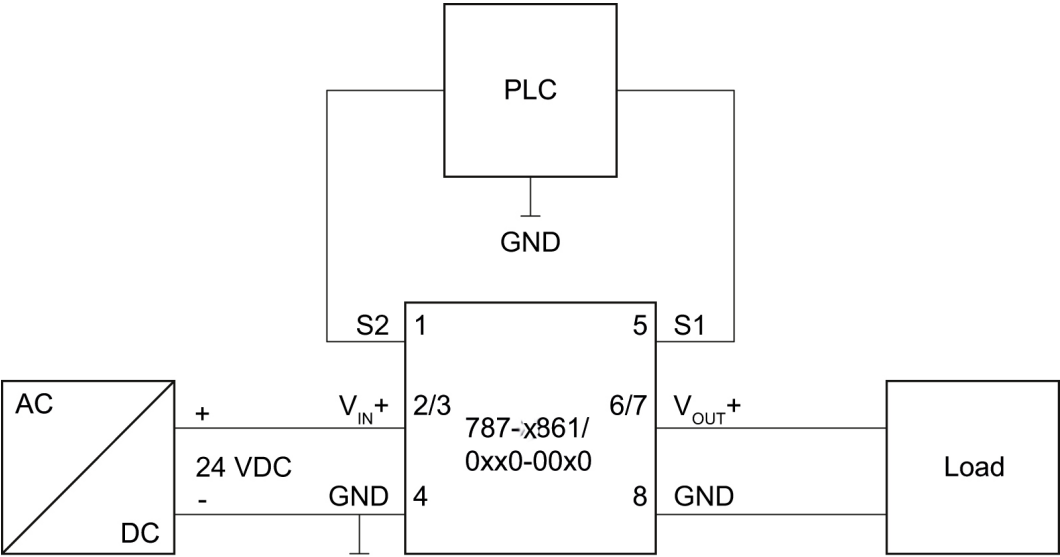 PLC
GND
S2 1 5 S1
AC
+ VIN+ 2/3 6/7 VOUT+
787-x861/
0xx0-00x0
24 VDC
Load
- GND 4 8 GND
DC